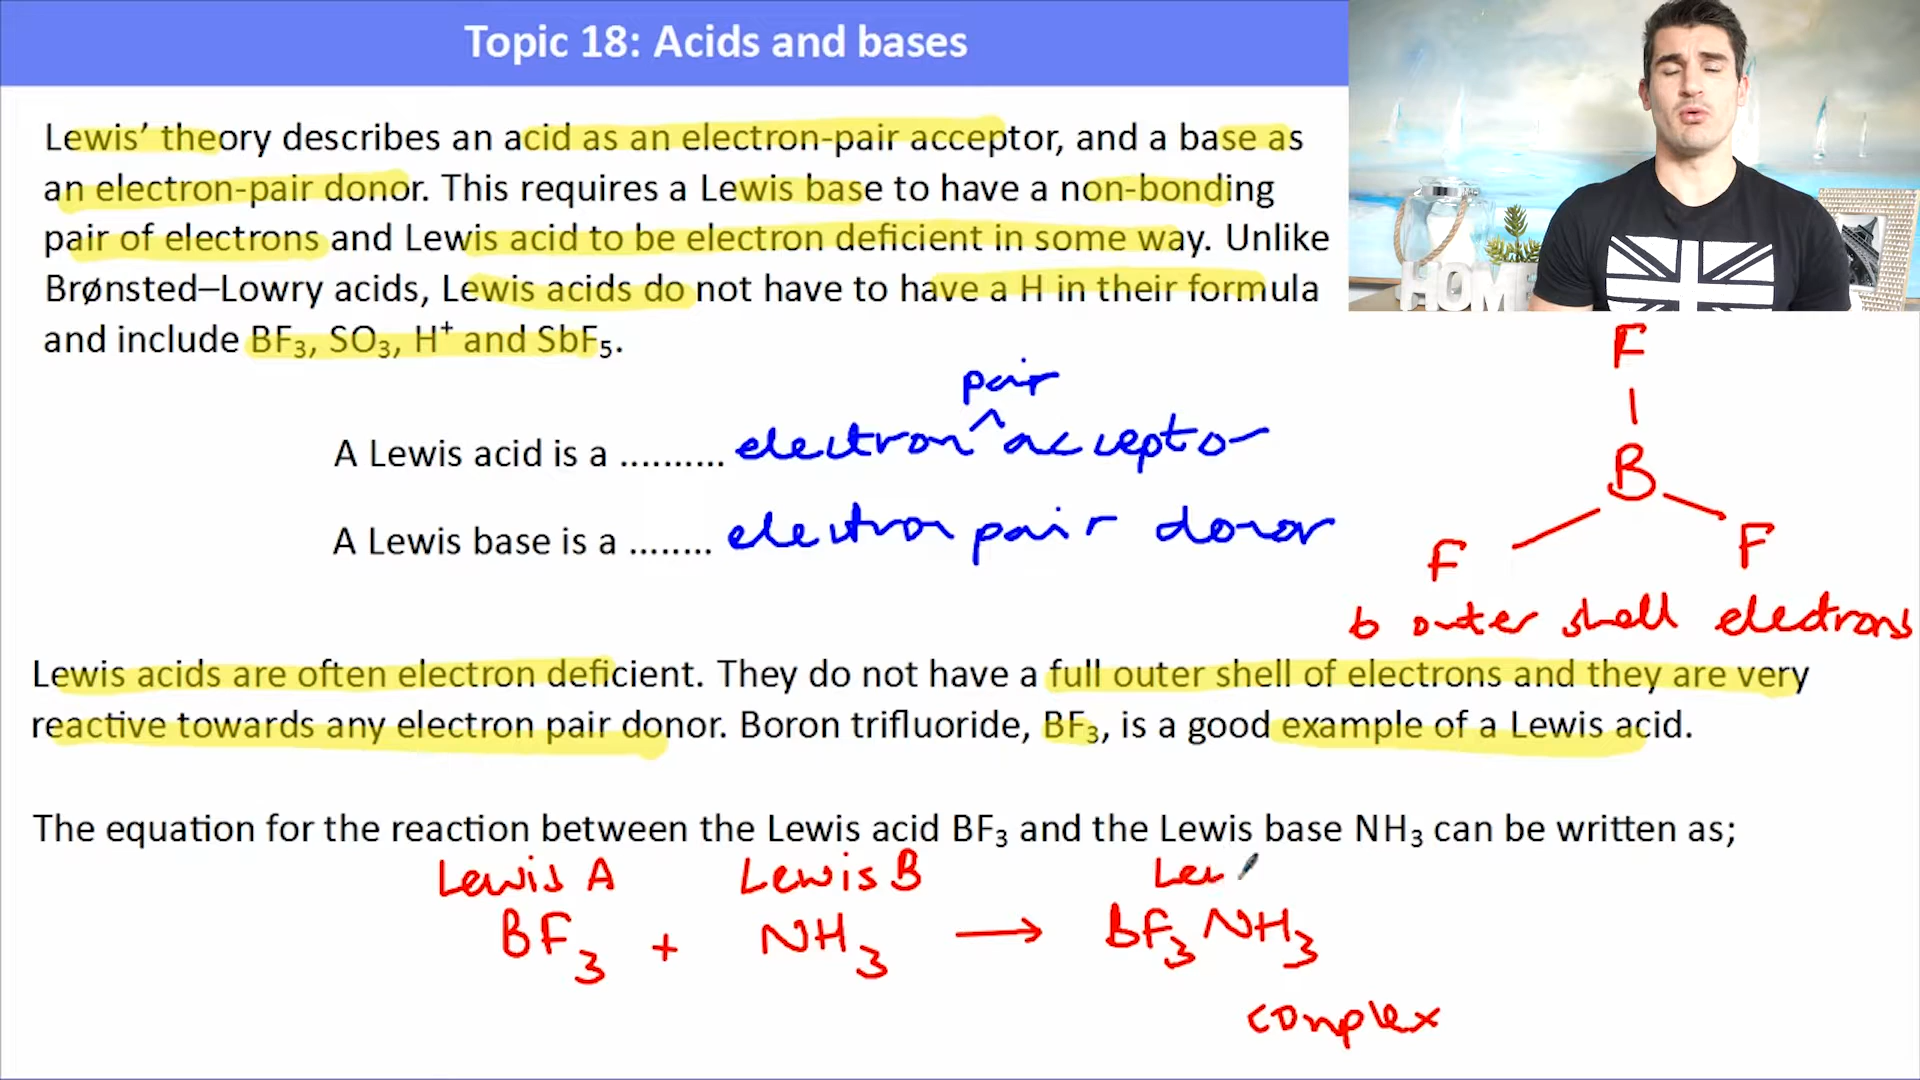 Topic 18: Acids and bases
Lewis’ theory describes an acid as an electron-pair acceptor, and a base as
an electron-pair donor. This requires a Lewis base to have a non-bonding
pair of electrons and Lewis acid to be electron deficient in some way. Unlike
Brønsted–Lowry acids, Lewis acids do not have to have a H in their formula
and include BF₃, SO₃, H⁺ and SbF₅.
HOME
pair
A Lewis acid is a .......... electron ^ acceptor
A Lewis base is a ........ electron pair donor
F
B
F F
6 outer shell electrons
Lewis acids are often electron deficient. They do not have a full outer shell of electrons and they are very
reactive towards any electron pair donor. Boron trifluoride, BF₃, is a good example of a Lewis acid.
The equation for the reaction between the Lewis acid BF₃ and the Lewis base NH₃ can be written as;
Lewis A Lewis B Lew
BF₃ + NH₃ → BF₃NH₃
complex